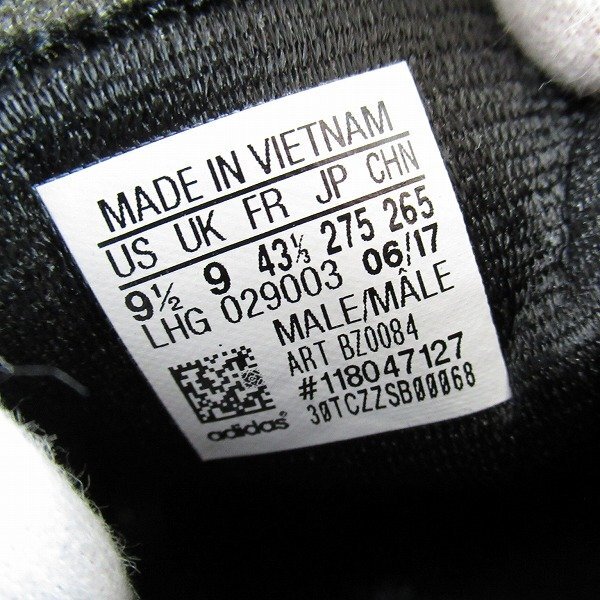 MADE IN VIETNAM
US UK FR JP CHN
9½ 9 43⅓ 275 265
LHG 029003 06/17
MALE/MÂLE
ART BZ0084
#118047127
30TCZZSB00068
adidas®